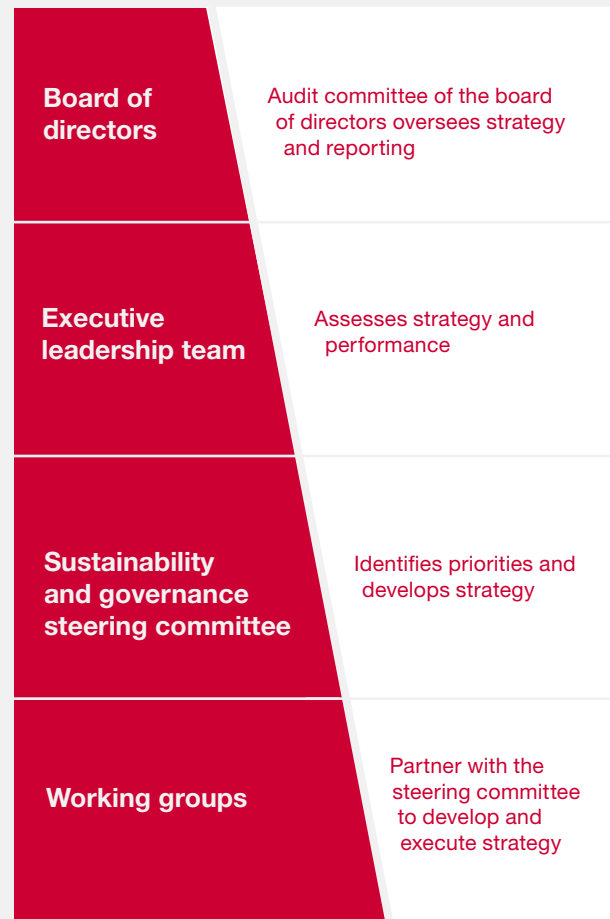 Board of
directors
Audit committee of the board
of directors oversees strategy
and reporting
Executive
leadership team
Assesses strategy and
performance
Sustainability
and governance
steering committee
Identifies priorities and
develops strategy
Working groups
Partner with the
steering committee
to develop and
execute strategy